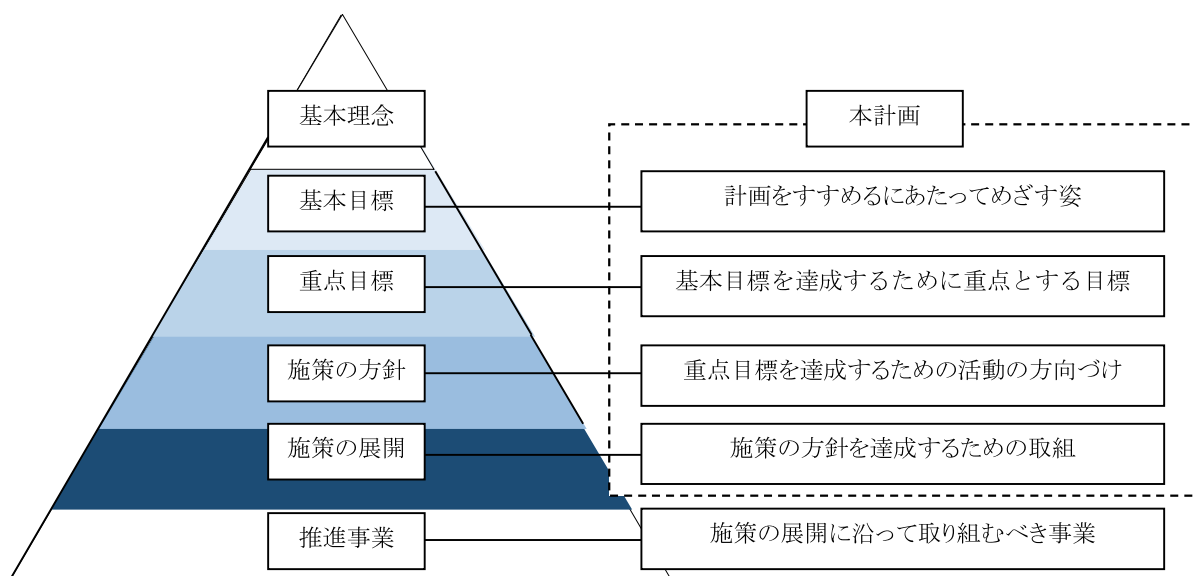 基本理念
本計画
基本目標
計画をすすめるにあたってめざす姿
重点目標
基本目標を達成するために重点とする目標
施策の方針
重点目標を達成するための活動の方向づけ
施策の展開
施策の方針を達成するための取組
推進事業
施策の展開に沿って取り組むべき事業